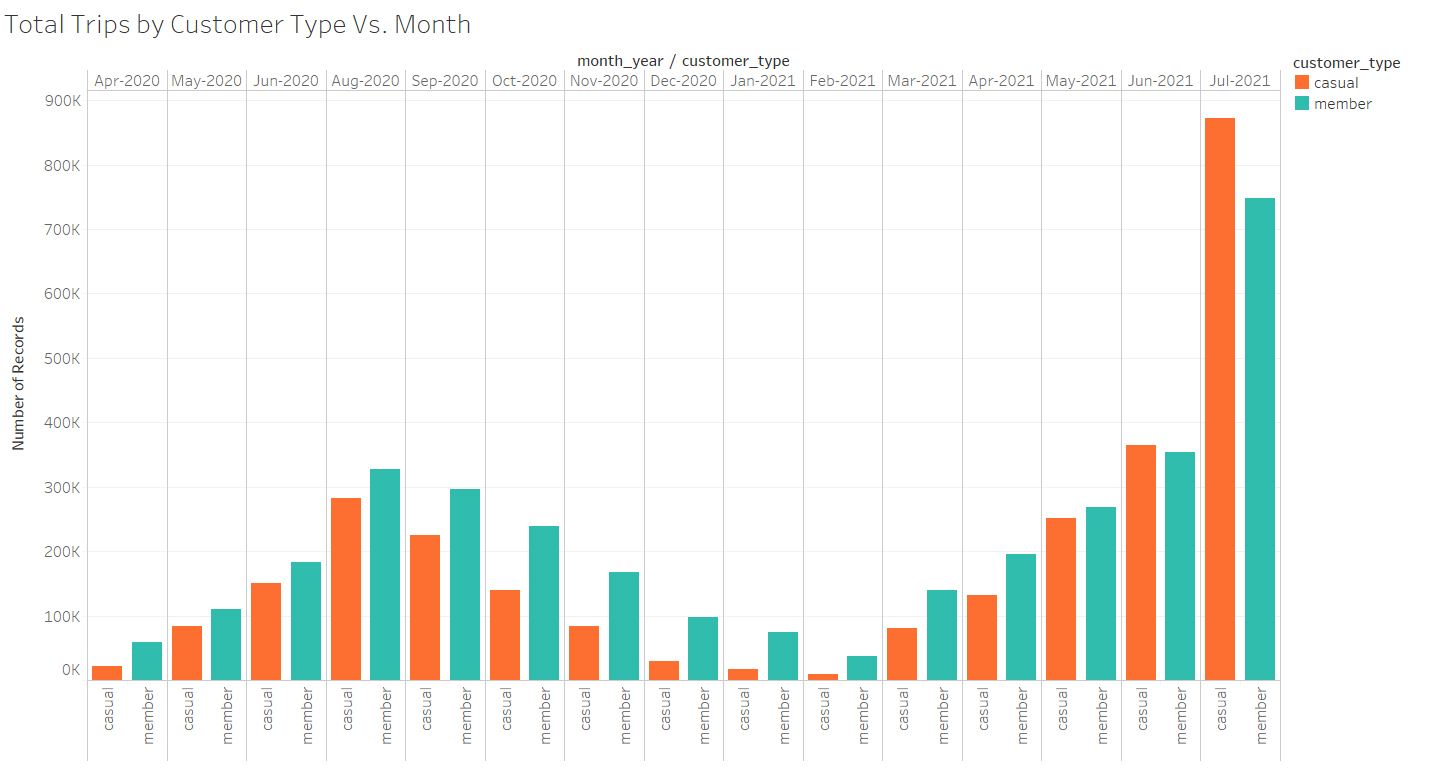 Total Trips by Customer Type Vs. Month
month_year / customer_type
Apr-2020 May-2020 Jun-2020 Aug-2020 Sep-2020 Oct-2020 Nov-2020 Dec-2020 Jan-2021 Feb-2021 Mar-2021 Apr-2021 May-2021 Jun-2021 Jul-2021
customer_type
casual
member
Number of Records
900K
800K
700K
600K
500K
400K
300K
200K
100K
0K
casual member casual member casual member casual member casual member casual member casual member casual member casual member casual member casual member casual member casual member casual member casual member